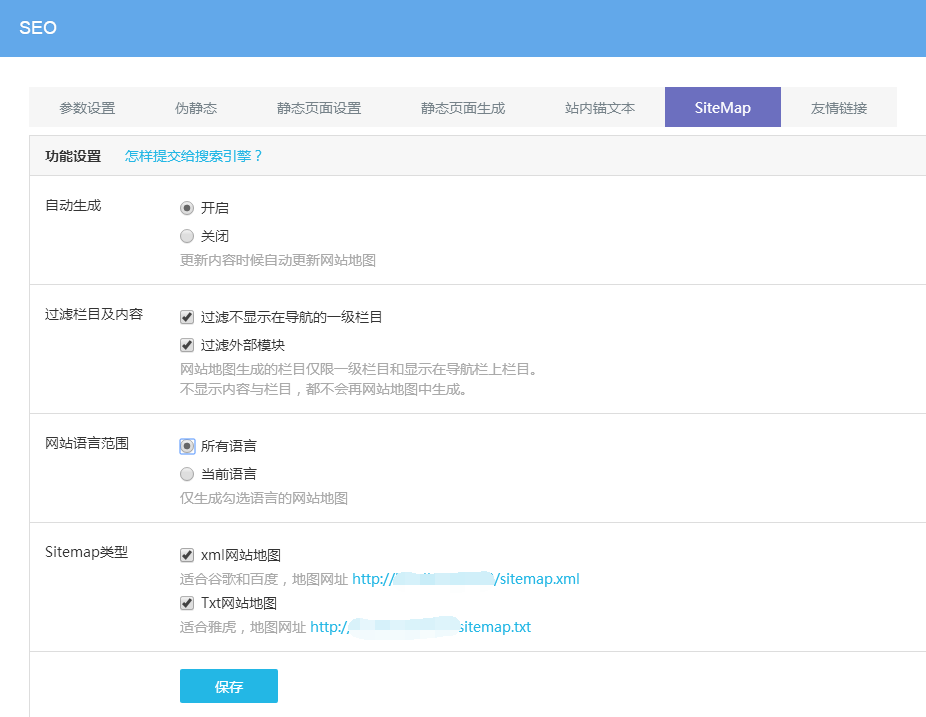 SEO
参数设置 伪静态 静态页面设置 静态页面生成 站内锚文本 SiteMap 友情链接
功能设置 怎样提交给搜索引擎？
自动生成 开启
关闭
更新内容时候自动更新网站地图
过滤栏目及内容 过滤不显示在导航的一级栏目
过滤外部模块
网站地图生成的栏目仅限一级栏目和显示在导航栏上栏目。
不显示内容与栏目，都不会再网站地图中生成。
网站语言范围 所有语言
当前语言
仅生成勾选语言的网站地图
Sitemap类型 xml网站地图
适合谷歌和百度，地图网址 http:// /sitemap.xml
Txt网站地图
适合雅虎，地图网址 http:/ sitemap.txt
保存